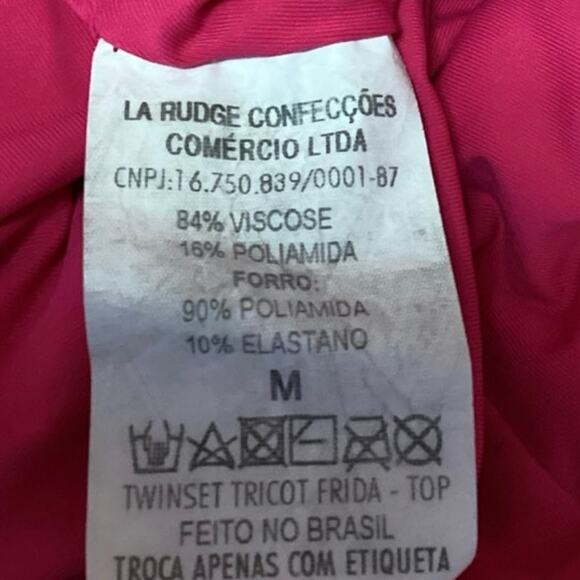 LA RUDGE CONFECÇÕES
COMÉRCIO LTDA
CNPJ:16.750.839/0001-87
84% VISCOSE
16% POLIAMIDA
FORRO:
90% POLIAMIDA
10% ELASTANO
M
TWINSET TRICOT FRIDA - TOP
FEITO NO BRASIL
TROCA APENAS COM ETIQUETA